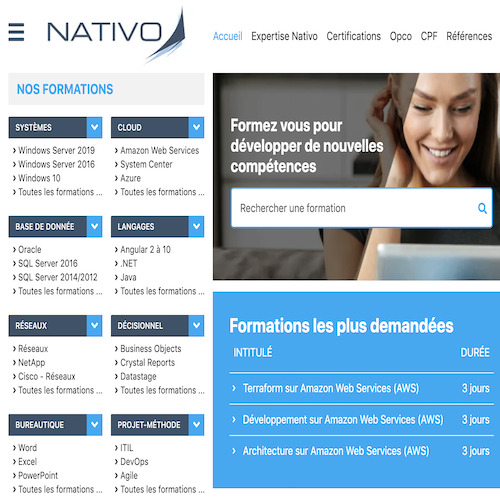 NATIVO
Accueil Expertise Nativo Certifications Opco CPF Références
NOS FORMATIONS
SYSTÈMES
› Windows Server 2019
› Windows Server 2016
› Windows 10
› Toutes les formations ...
CLOUD
› Amazon Web Services
› System Center
› Azure
› Toutes les formations ...
BASE DE DONNÉE
› Oracle
› SQL Server 2016
› SQL Server 2014/2012
› Toutes les formations ...
LANGAGES
› Angular 2 à 10
› .NET
› Java
› Toutes les formations ...
RÉSEAUX
› Réseaux
› NetApp
› Cisco - Réseaux
› Toutes les formations ...
DÉCISIONNEL
› Business Objects
› Crystal Reports
› Datastage
› Toutes les formations ...
BUREAUTIQUE
› Word
› Excel
› PowerPoint
› Toutes les formations ...
PROJET-MÉTHODE
› ITIL
› DevOps
› Agile
› Toutes les formations ...
Formez vous pour
développer de nouvelles
compétences
Rechercher une formation
Formations les plus demandées
INTITULÉ DURÉE
› Terraform sur Amazon Web Services (AWS) 3 jours
› Développement sur Amazon Web Services (AWS) 3 jours
› Architecture sur Amazon Web Services (AWS) 3 jours